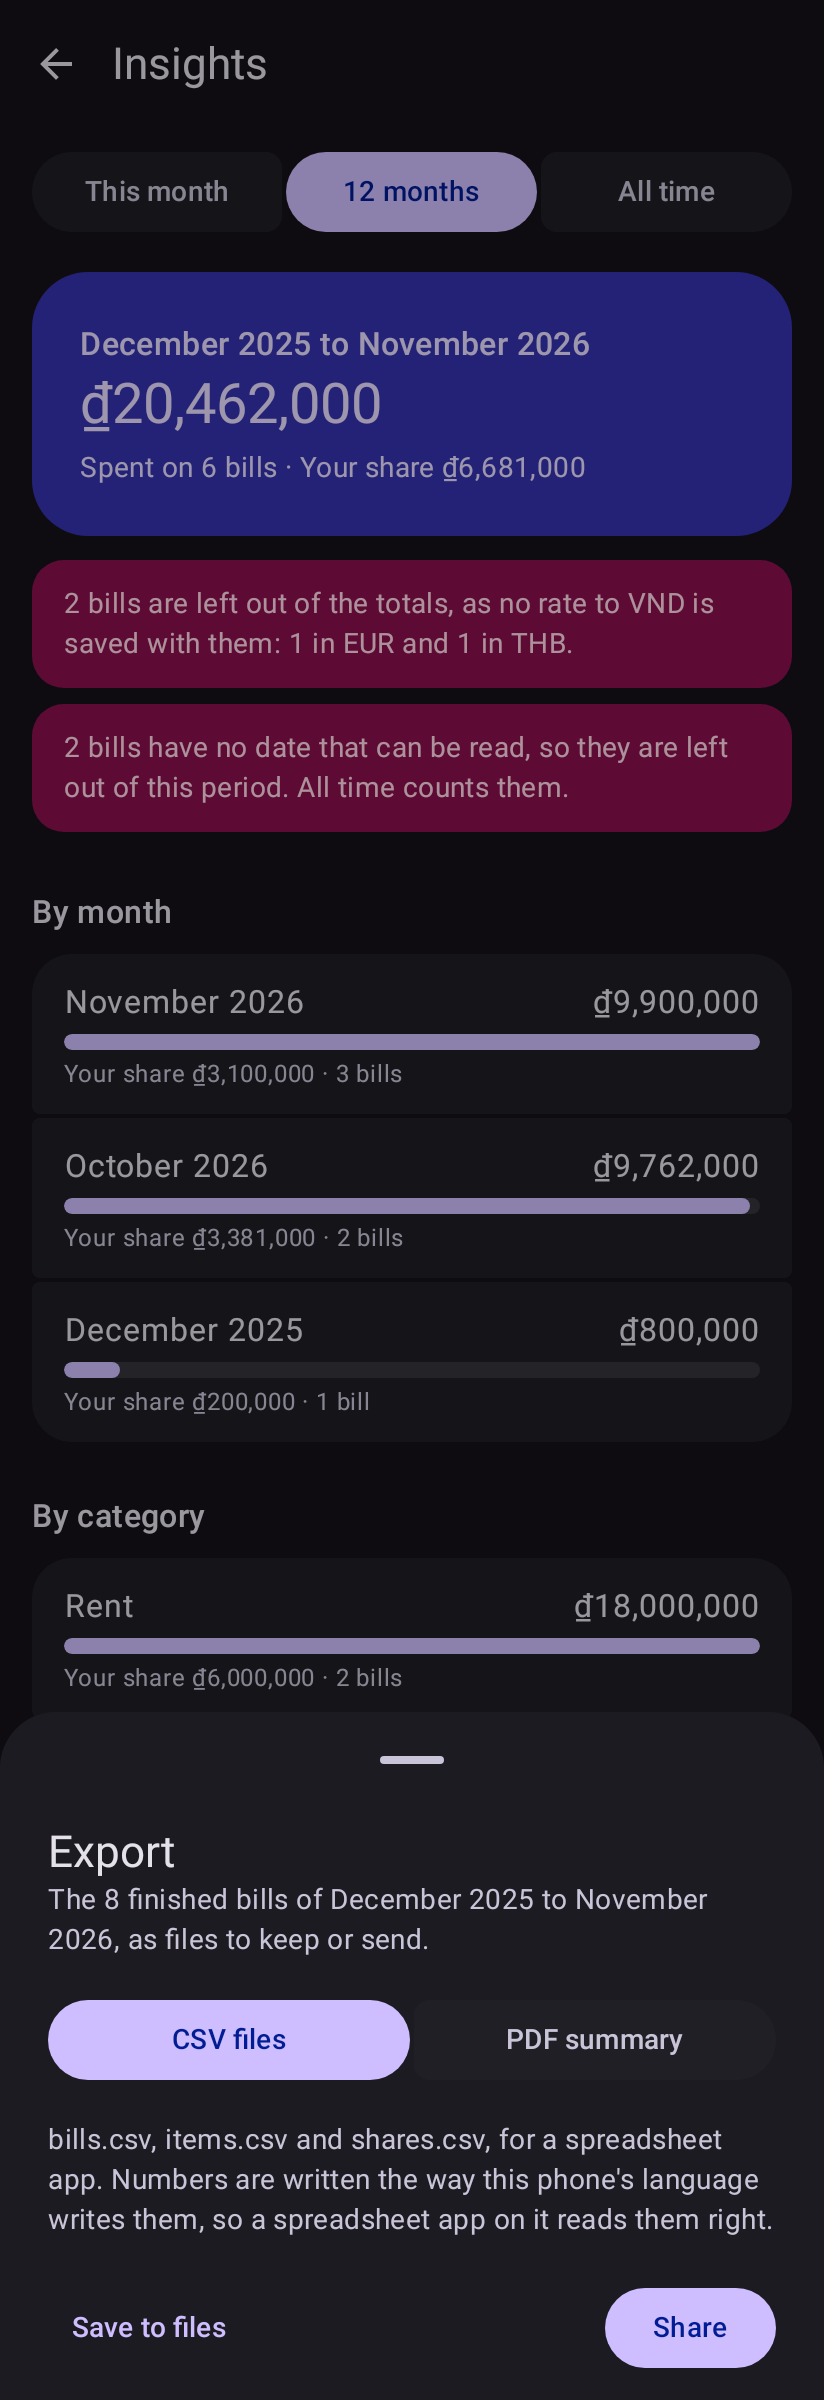 Insights
This month
12 months
All time
December 2025 to November 2026
₫20,462,000
Spent on 6 bills · Your share ₫6,681,000
2 bills are left out of the totals, as no rate to VND is
saved with them: 1 in EUR and 1 in THB.
2 bills have no date that can be read, so they are left
out of this period. All time counts them.
By month
November 2026
₫9,900,000
Your share ₫3,100,000 · 3 bills
October 2026
₫9,762,000
Your share ₫3,381,000 · 2 bills
December 2025
₫800,000
Your share ₫200,000 · 1 bill
By category
Rent
₫18,000,000
Your share ₫6,000,000 · 2 bills
Export
The 8 finished bills of December 2025 to November
2026, as files to keep or send.
CSV files
PDF summary
bills.csv, items.csv and shares.csv, for a spreadsheet
app. Numbers are written the way this phone's language
writes them, so a spreadsheet app on it reads them right.
Save to files
Share